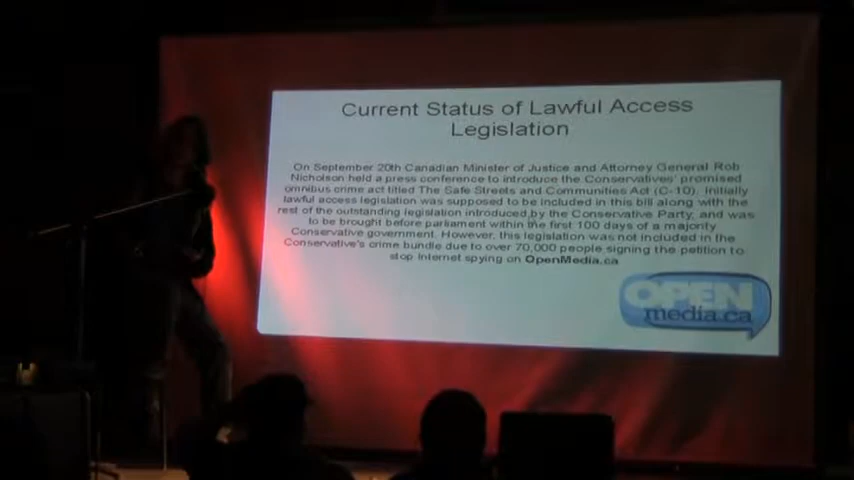 Current Status of Lawful Access
Legislation
On September 20th Canadian Minister of Justice and Attorney General Rob
Nicholson held a press conference to introduce the Conservatives' promised
omnibus crime act titled The Safe Streets and Communities Act (C-10). Initially
lawful access legislation was supposed to be included in this bill along with the
rest of the outstanding legislation introduced by the Conservative Party, and was
to be brought before parliament within the first 100 days of a majority
Conservative government. However, this legislation was not included in the
Conservative's crime bundle due to over 70,000 people signing the petition to
stop Internet spying on OpenMedia.ca
OPEN
media.ca